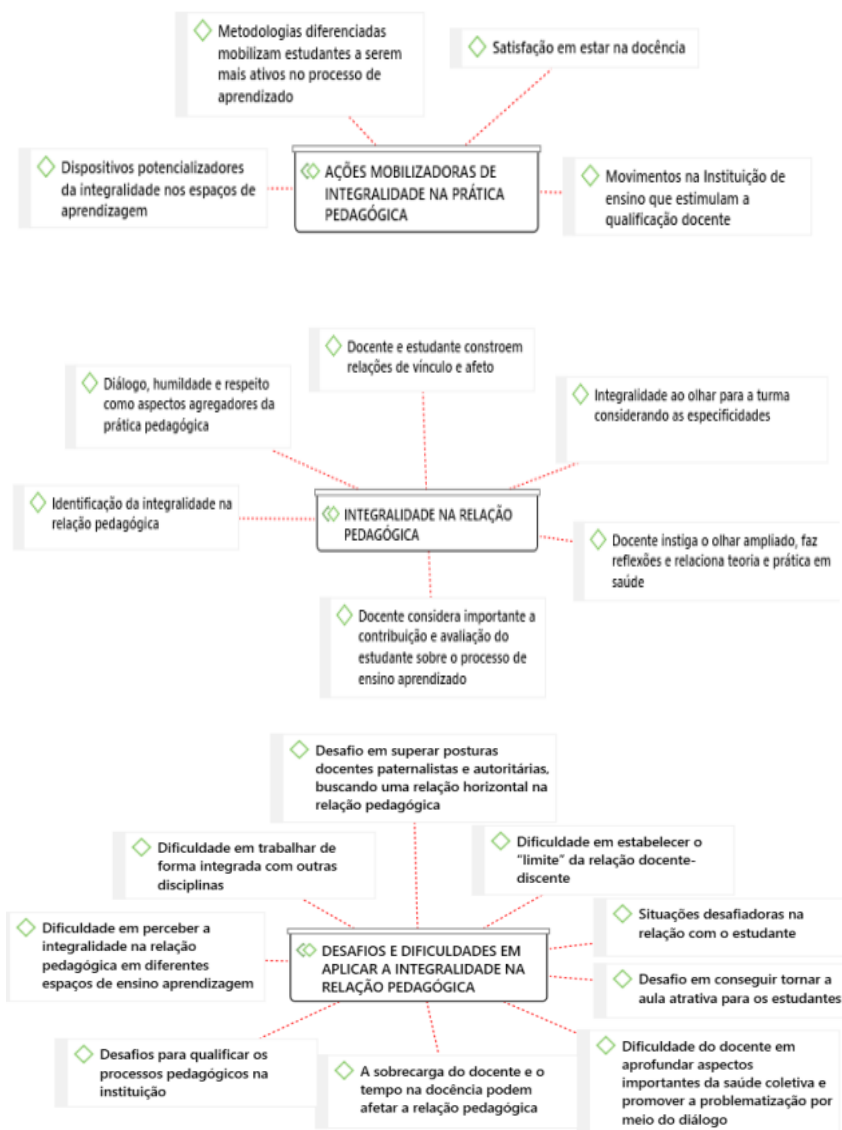 Metodologias diferenciadas
mobilizam estudantes a serem
mais ativos no processo de
aprendizado
Satisfação em estar na docência
Dispositivos potencializadores
da integralidade nos espaços de
aprendizagem
AÇÕES MOBILIZADORAS DE
INTEGRALIDADE NA PRÁTICA
PEDAGÓGICA
Movimentos na Instituição de
ensino que estimulam a
qualificação docente
Docente e estudante constroem
relações de vínculo e afeto
Diálogo, humildade e respeito
como aspectos agregadores da
prática pedagógica
Integralidade ao olhar para a turma
considerando as especificidades
Identificação da integralidade na
relação pedagógica
INTEGRALIDADE NA RELAÇÃO
PEDAGÓGICA
Docente instiga o olhar ampliado, faz
reflexões e relaciona teoria e prática em
saúde
Docente considera importante a
contribuição e avaliação do
estudante sobre o processo de
ensino aprendizado
Desafio em superar posturas
docentes paternalistas e autoritárias,
buscando uma relação horizontal na
relação pedagógica
Dificuldade em trabalhar de
forma integrada com outras
disciplinas
Dificuldade em estabelecer o
“limite” da relação docente-
discente
Dificuldade em perceber a
integralidade na relação
pedagógica em diferentes
espaços de ensino aprendizagem
DESAFIOS E DIFICULDADES EM
APLICAR A INTEGRALIDADE NA
RELAÇÃO PEDAGÓGICA
Situações desafiadoras na
relação com o estudante
Desafio em conseguir tornar a
aula atrativa para os estudantes
Desafios para qualificar os
processos pedagógicos na
instituição
A sobrecarga do docente e o
tempo na docência podem
afetar a relação pedagógica
Dificuldade do docente em
aprofundar aspectos
importantes da saúde coletiva e
promover a problematização por
meio do diálogo